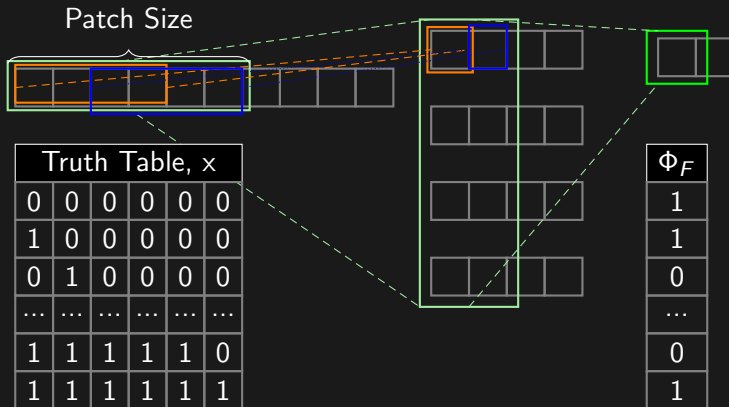 Patch Size
Truth Table, x
Φ_F
0 0 0 0 0 0
1
1 0 0 0 0 0
1
0 1 0 0 0 0
0
... ... ... ... ... ...
...
1 1 1 1 1 0
0
1 1 1 1 1 1
1